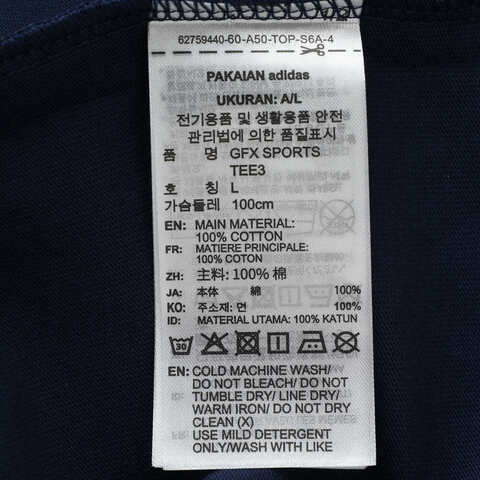 62759440-60-A50-TOP-S6A-4
PAKAIAN adidas
UKURAN: A/L
전기용품 및 생활용품 안전
관리법에 의한 품질표시
품 명 GFX SPORTS
TEE3
호 칭 L
가슴둘레 100cm
EN: MAIN MATERIAL:
100% COTTON
FR: MATIERE PRINCIPALE:
100% COTON
ZH: 主料: 100% 棉
JA: 本体 綿 100%
KO: 주소재: 면 100%
ID: MATERIAL UTAMA: 100% KATUN
30
EN: COLD MACHINE WASH/
DO NOT BLEACH/ DO NOT
TUMBLE DRY/ LINE DRY/
WARM IRON/ DO NOT DRY
CLEAN (X)
USE MILD DETERGENT
ONLY/WASH WITH LIKE